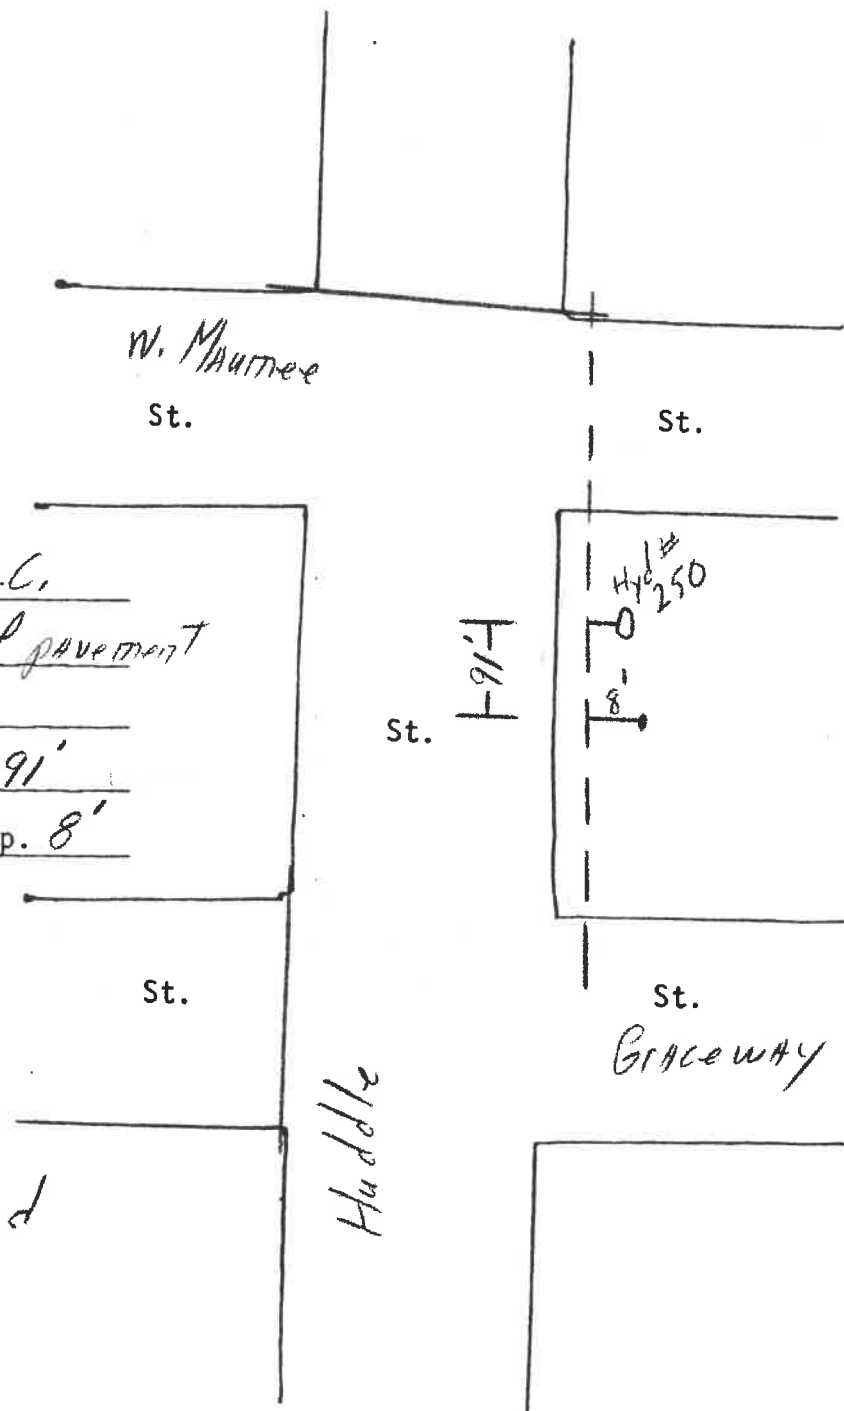 W. Maumee
St.
St.
.C,
pavement
Hyd #
250
91'
8'
St.
91'
p. 8'
St.
St.
Graceway
Huddle
d